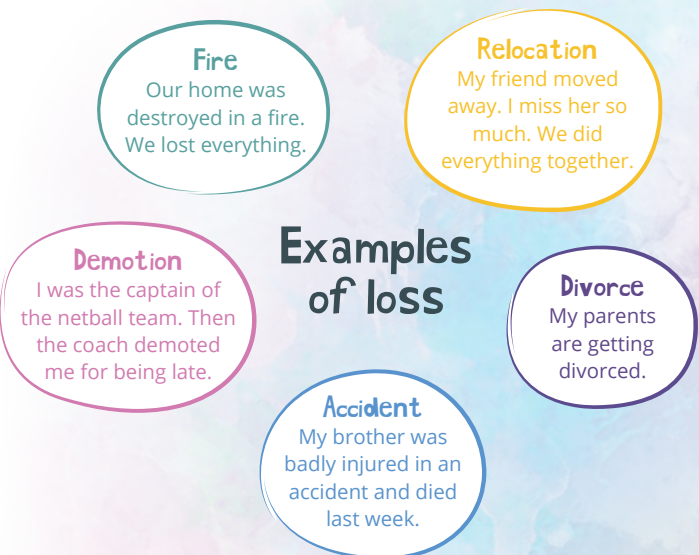 Fire
Our home was
destroyed in a fire.
We lost everything.
Relocation
My friend moved
away. I miss her so
much. We did
everything together.
Examples
of loss
Demotion
I was the captain of
the netball team. Then
the coach demoted
me for being late.
Divorce
My parents
are getting
divorced.
Accident
My brother was
badly injured in an
accident and died
last week.